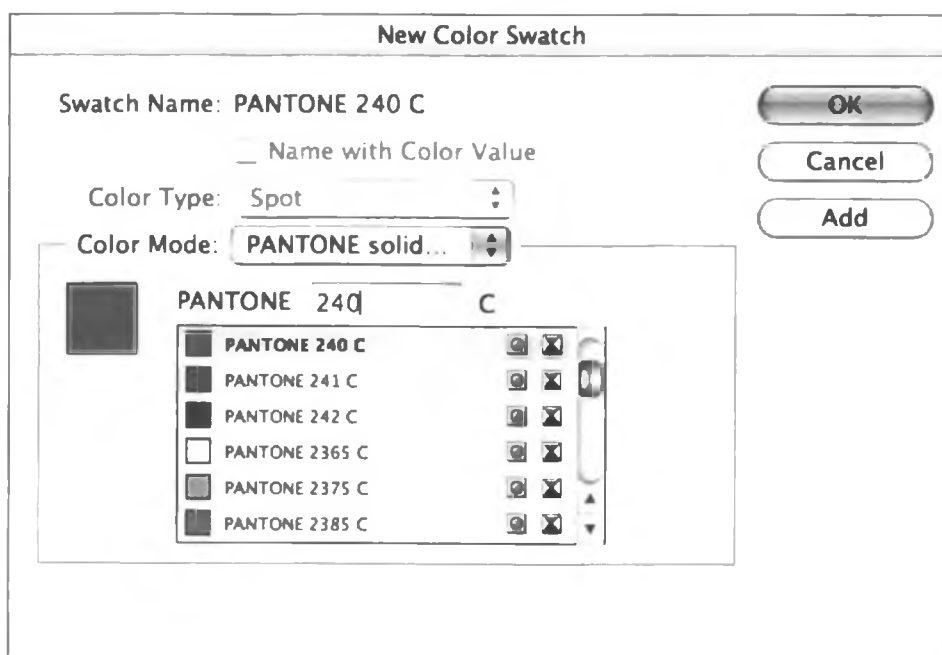 New Color Swatch
Swatch Name: PANTONE 240 C
Name with Color Value
Color Type: Spot
Color Mode: PANTONE solid...
PANTONE 240 C
PANTONE 240 C
PANTONE 241 C
PANTONE 242 C
PANTONE 2365 C
PANTONE 2375 C
PANTONE 2385 C
OK
Cancel
Add